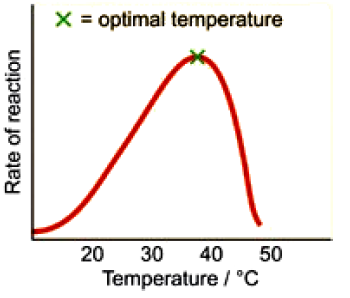 × = optimal temperature
Rate of reaction
20 30 40 50
Temperature / °C